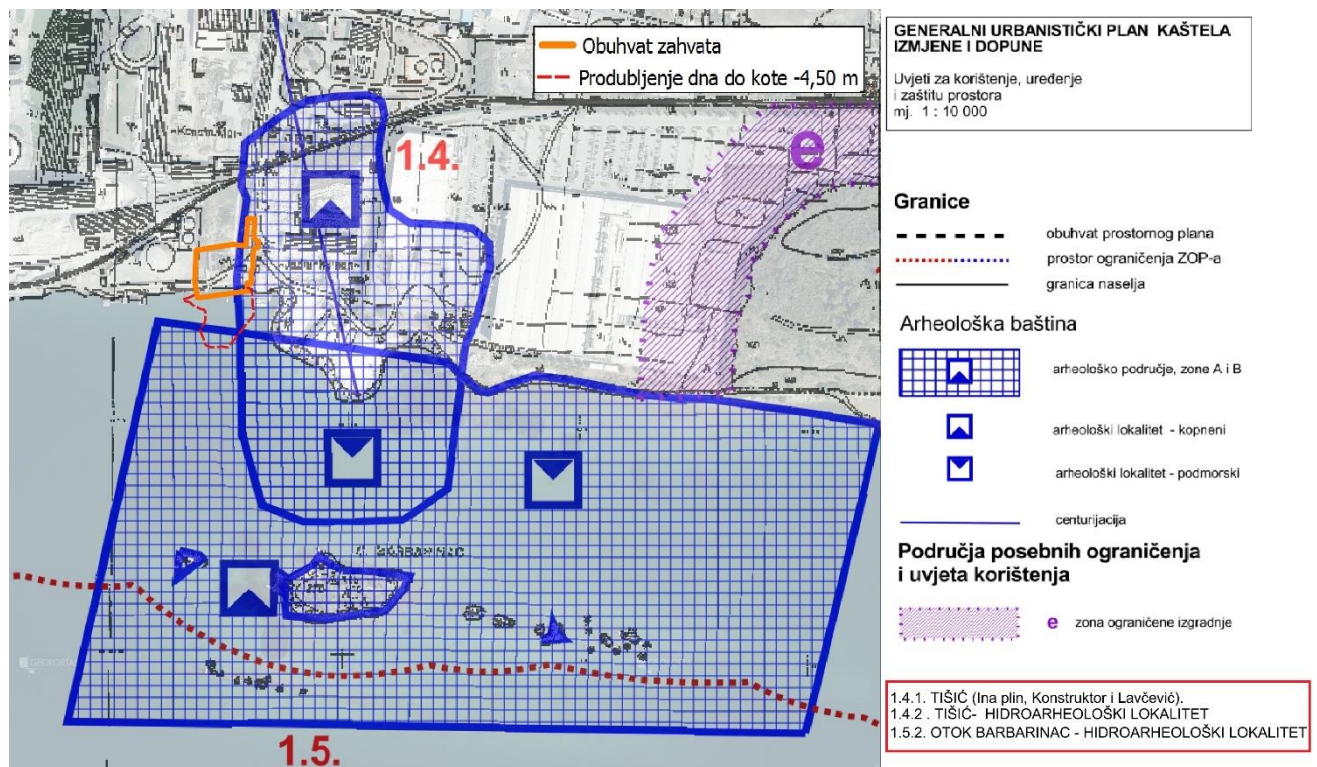 Obuhvat zahvata
Produbljenje dna do kote -4,50 m
1.4.
e
1.5.
GENERALNI URBANISTIČKI PLAN KAŠTELA
IZMJENE I DOPUNE
Uvjeti za korištenje, uređenje
i zaštitu prostora
mj. 1 : 10 000
Granice
obuhvat prostornog plana
prostor ograničenja ZOP-a
granica naselja
Arheološka baština
arheološko područje, zone A i B
arheološki lokalitet - kopneni
arheološki lokalitet - podmorski
centurijacija
Područja posebnih ograničenja
i uvjeta korištenja
e zona ograničene izgradnje
1.4.1. TIŠIĆ (Ina plin, Konstruktor i Lavčević).
1.4.2 . TIŠIĆ- HIDROARHEOLOŠKI LOKALITET
1.5.2. OTOK BARBARINAC - HIDROARHEOLOŠKI LOKALITET